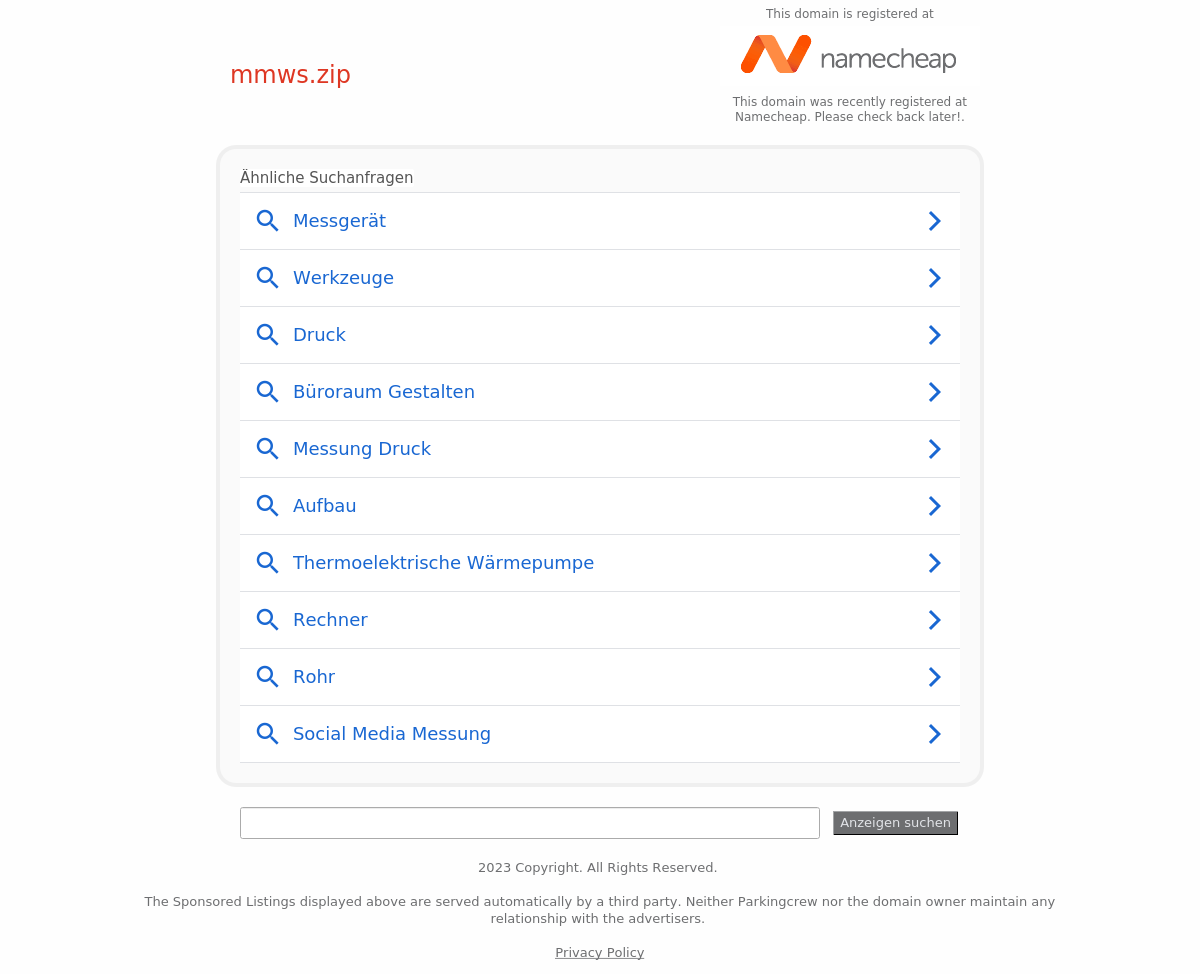 This domain is registered at
mmws.zip
namecheap
This domain was recently registered at
Namecheap. Please check back later!.
Ähnliche Suchanfragen
Messgerät
Werkzeuge
Druck
Büroraum Gestalten
Messung Druck
Aufbau
Thermoelektrische Wärmepumpe
Rechner
Rohr
Social Media Messung
Anzeigen suchen
2023 Copyright. All Rights Reserved.
The Sponsored Listings displayed above are served automatically by a third party. Neither Parkingcrew nor the domain owner maintain any
relationship with the advertisers.
Privacy Policy